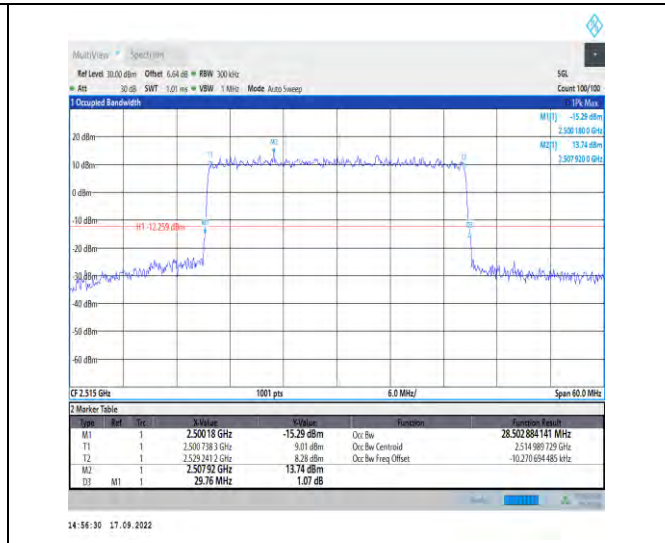 MultiView Spectrum
Ref Level 30.00 dBm Offset 6.64 dB RBW 300 kHz SGL
Att 30 dB SWT 1.01 ms VBW 1 MHz Mode Auto Sweep Count 100/100
1 Occupied Bandwidth 1Pk Max
M1[1] -15.29 dBm
2.500 180 0 GHz
M2[1] 13.74 dBm
2.507 920 0 GHz
20 dBm
M2
T1 T2
10 dBm
0 dBm
-10 dBm
H1 -12.259 dBm M1 D3
-20 dBm
-30 dBm
-40 dBm
-50 dBm
-60 dBm
CF 2.515 GHz 1001 pts 6.0 MHz/ Span 60.0 MHz
2 Marker Table
Type Ref Trc X-Value Y-Value Function Function Result
M1 1 2.50018 GHz -15.29 dBm Occ Bw 28.502 884 141 MHz
T1 1 2.500 738 3 GHz 9.01 dBm Occ Bw Centroid 2.514 989 729 GHz
T2 1 2.529 241 2 GHz 8.28 dBm Occ Bw Freq Offset -10.270 694 485 kHz
M2 1 2.507 92 GHz 13.74 dBm
D3 M1 1 29.76 MHz 1.07 dB
14:56:30 17.09.2022